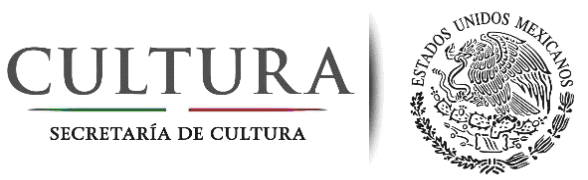 CULTURA
SECRETARÍA DE CULTURA
ESTADOS UNIDOS MEXICANOS